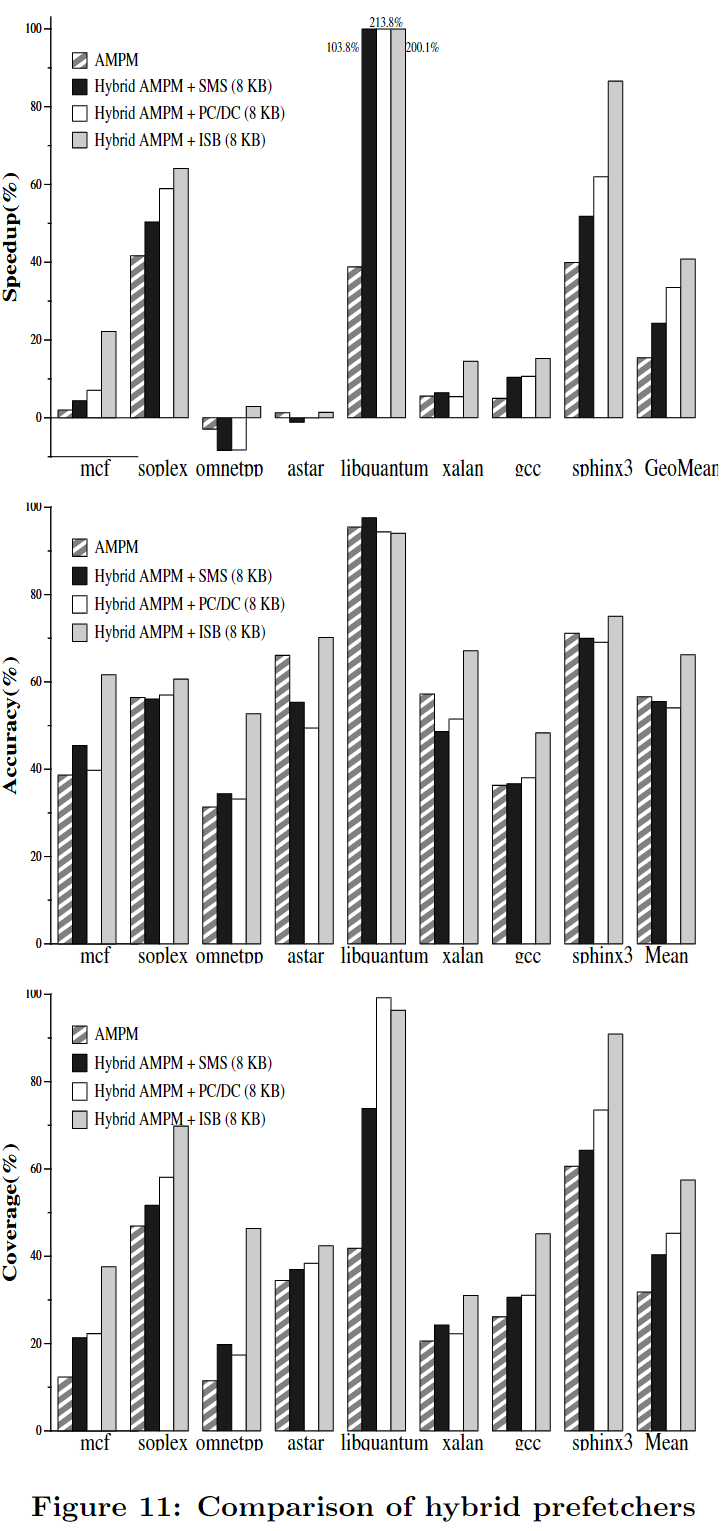 213.8%
100
103.8%
200.1%
AMPM
Hybrid AMPM + SMS (8 KB)
80
Hybrid AMPM + PC/DC (8 KB)
Hybrid AMPM + ISB (8 KB)
Speedup(%)
60
40
20
0
mcf soplex omnetpp astar libquantum xalan gcc sphinx3 GeoMean
100
AMPM
Hybrid AMPM + SMS (8 KB)
80
Hybrid AMPM + PC/DC (8 KB)
Hybrid AMPM + ISB (8 KB)
Accuracy(%)
60
40
20
0
mcf soplex omnetpp astar libquantum xalan gcc sphinx3 Mean
100
AMPM
Hybrid AMPM + SMS (8 KB)
80
Hybrid AMPM + PC/DC (8 KB)
Hybrid AMPM + ISB (8 KB)
Coverage(%)
60
40
20
0
mcf soplex omnetpp astar libquantum xalan gcc sphinx3 Mean
Figure 11: Comparison of hybrid prefetchers